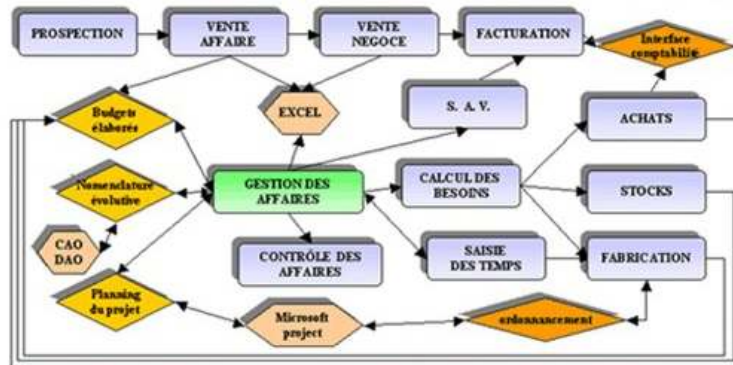 PROSPECTION
VENTE
AFFAIRE
VENTE
NEGOCE
FACTURATION
Interface
comptabilité
Budgets
élaborés
EXCEL
S. A. V.
ACHATS
Nomenclature
évolutive
GESTION DES
AFFAIRES
CALCUL DES
BESOINS
STOCKS
CAO
DAO
CONTRÔLE DES
AFFAIRES
SAISIE
DES TEMPS
FABRICATION
Planning
du projet
Microsoft
project
ordonnancement